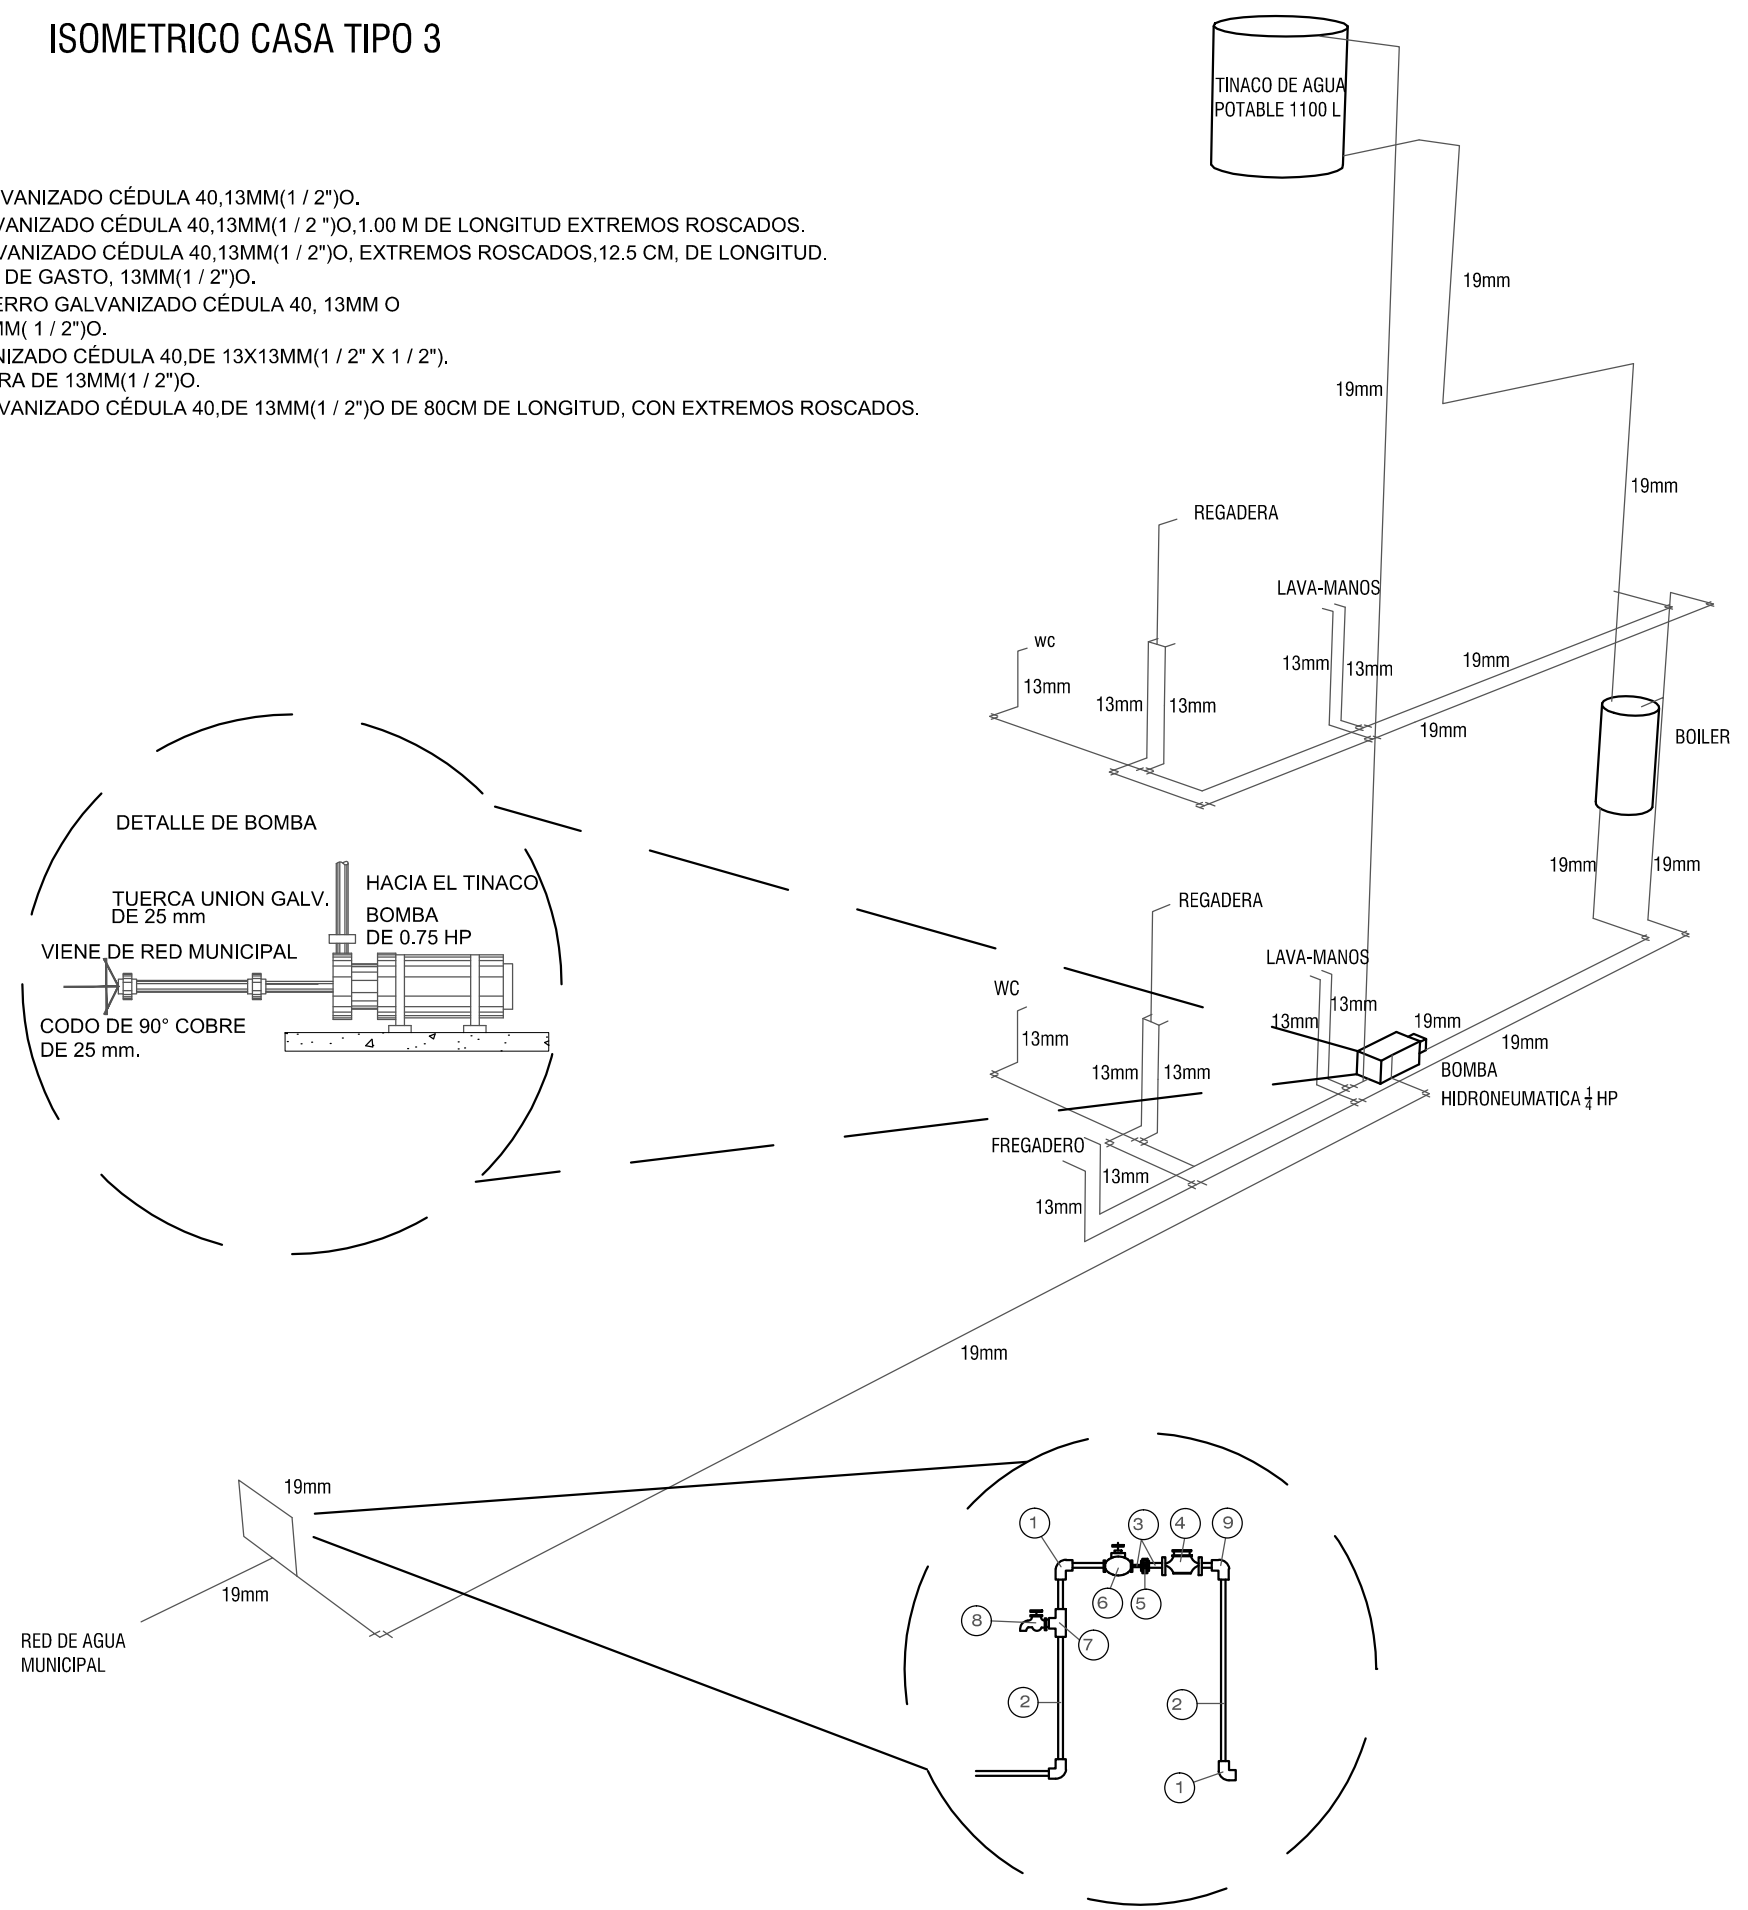 ISOMETRICO CASA TIPO 3
TINACO DE AGUA
POTABLE 1100 L
VANIZADO CÉDULA 40,13MM(1 / 2")O.
VANIZADO CÉDULA 40,13MM(1 / 2 ")O,1.00 M DE LONGITUD EXTREMOS ROSCADOS.
VANIZADO CÉDULA 40,13MM(1 / 2")O, EXTREMOS ROSCADOS,12.5 CM, DE LONGITUD.
DE GASTO, 13MM(1 / 2")O.
ERRO GALVANIZADO CÉDULA 40, 13MM O
MM( 1 / 2")O.
NIZADO CÉDULA 40,DE 13X13MM(1 / 2" X 1 / 2").
RA DE 13MM(1 / 2")O.
VANIZADO CÉDULA 40,DE 13MM(1 / 2")O DE 80CM DE LONGITUD, CON EXTREMOS ROSCADOS.
19mm
19mm
19mm
REGADERA
LAVA-MANOS
wc
13mm
13mm
13mm
13mm
13mm
19mm
19mm
BOILER
19mm
19mm
DETALLE DE BOMBA
TUERCA UNION GALV.
DE 25 mm
HACIA EL TINACO
BOMBA
DE 0.75 HP
VIENE DE RED MUNICIPAL
CODO DE 90° COBRE
DE 25 mm.
REGADERA
LAVA-MANOS
WC
13mm
13mm
13mm
13mm
13mm
19mm
19mm
BOMBA
HIDRONEUMATICA 1/4 HP
FREGADERO
13mm
13mm
19mm
19mm
19mm
RED DE AGUA
MUNICIPAL
1
3
4
9
6
5
8
7
2
2
1